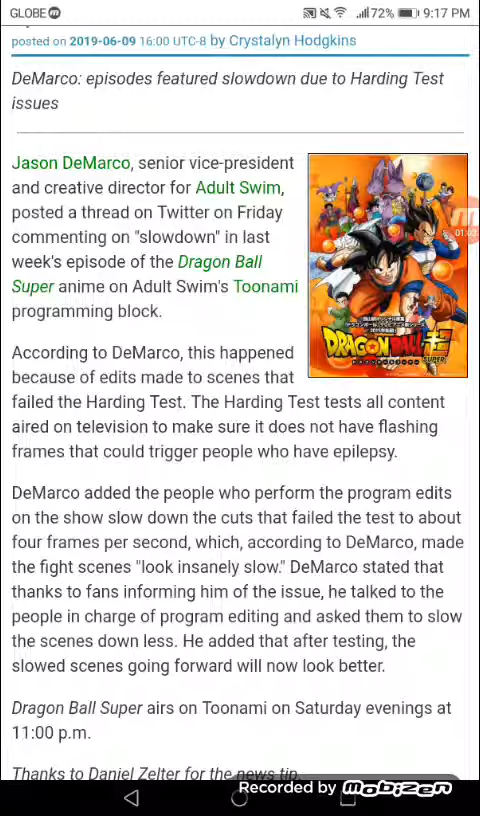 GLOBE
72% 9:17 PM
posted on 2019-06-09 16:00 UTC-8 by Crystalyn Hodgkins
DeMarco: episodes featured slowdown due to Harding Test
issues
Jason DeMarco, senior vice-president
and creative director for Adult Swim,
posted a thread on Twitter on Friday
commenting on "slowdown" in last
week's episode of the Dragon Ball
Super anime on Adult Swim's Toonami
programming block.
01:03
DRAGON BALL超
SUPER
According to DeMarco, this happened
because of edits made to scenes that
failed the Harding Test. The Harding Test tests all content
aired on television to make sure it does not have flashing
frames that could trigger people who have epilepsy.
DeMarco added the people who perform the program edits
on the show slow down the cuts that failed the test to about
four frames per second, which, according to DeMarco, made
the fight scenes "look insanely slow." DeMarco stated that
thanks to fans informing him of the issue, he talked to the
people in charge of program editing and asked them to slow
the scenes down less. He added that after testing, the
slowed scenes going forward will now look better.
Dragon Ball Super airs on Toonami on Saturday evenings at
11:00 p.m.
Thanks to Daniel Zelter for the news tip.
Recorded by mobizen